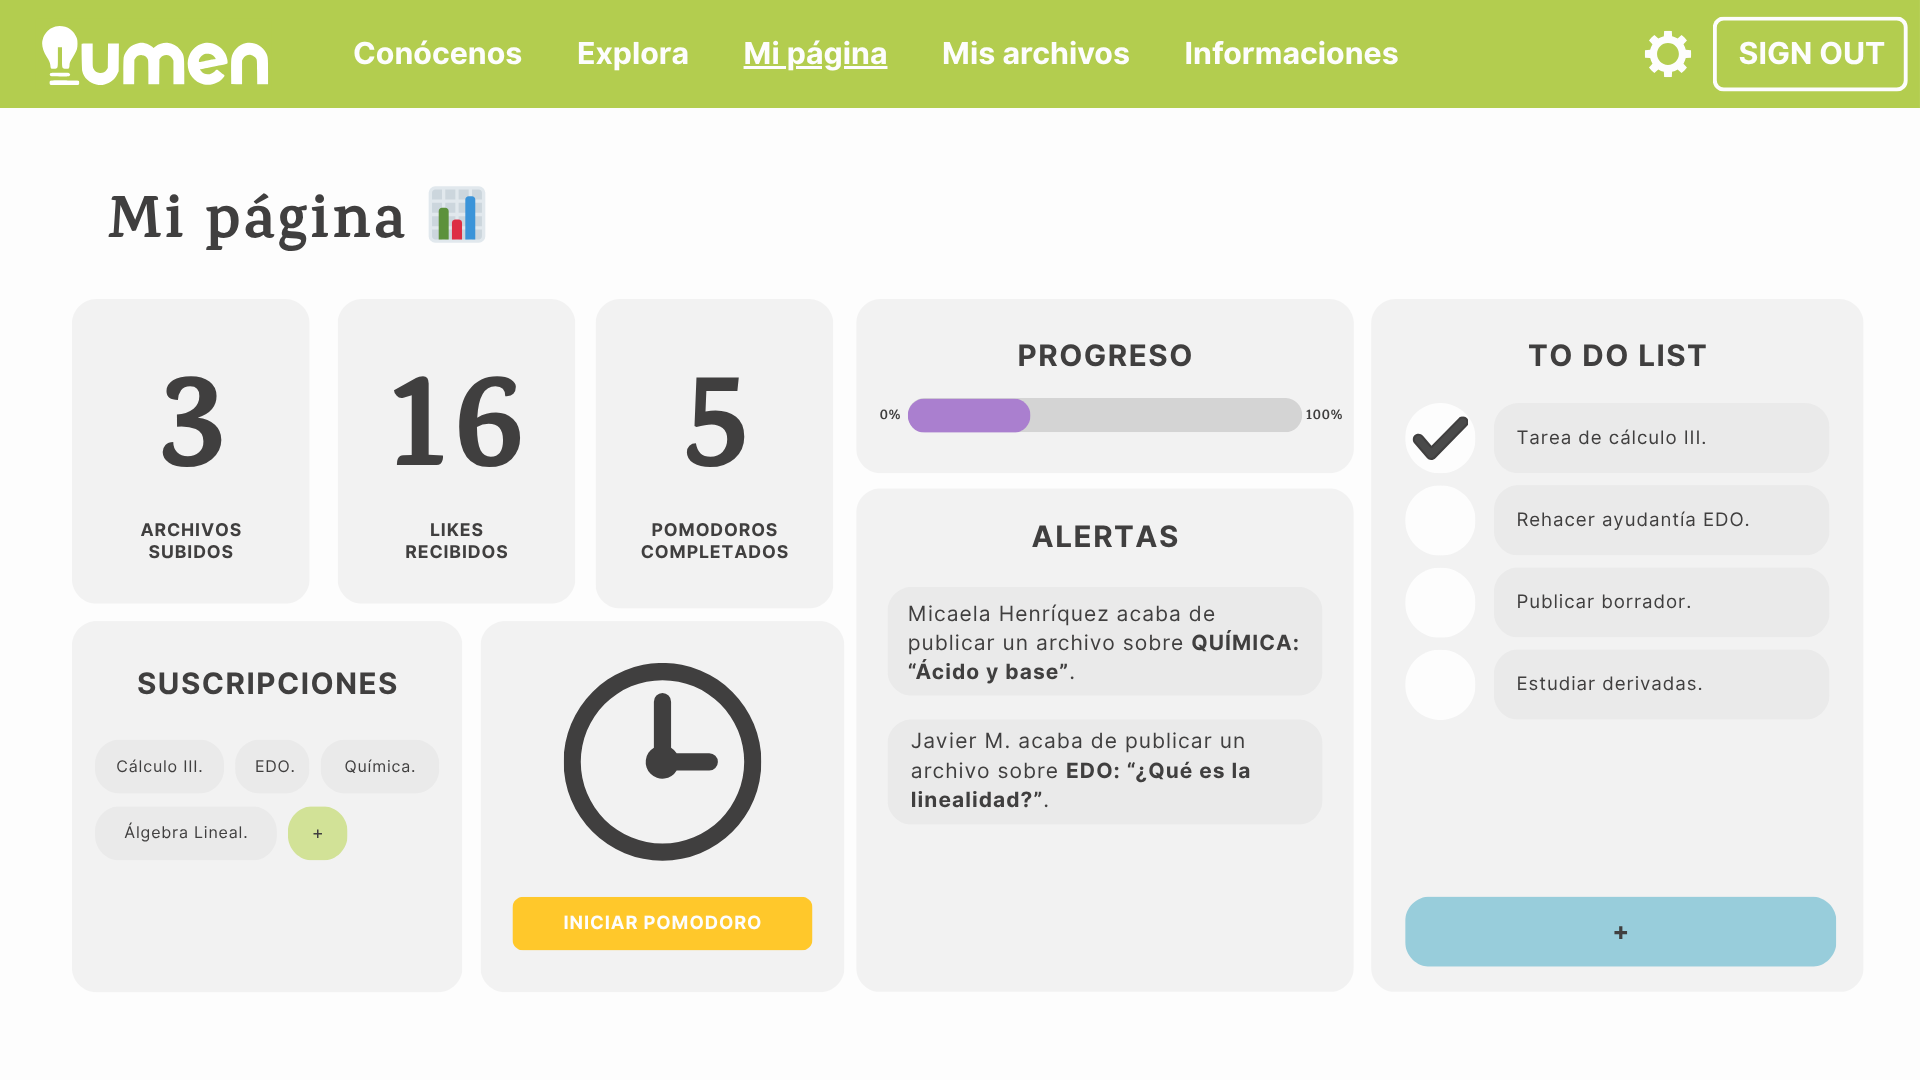 Lumen
Conócenos
Explora
Mi página
Mis archivos
Informaciones
SIGN OUT
Mi página
3
ARCHIVOS
SUBIDOS
16
LIKES
RECIBIDOS
5
POMODOROS
COMPLETADOS
SUSCRIPCIONES
Cálculo III.
EDO.
Química.
Álgebra Lineal.
+
INICIAR POMODORO
PROGRESO
0%
100%
ALERTAS
Micaela Henríquez acaba de
publicar un archivo sobre QUÍMICA:
“Ácido y base”.
Javier M. acaba de publicar un
archivo sobre EDO: “¿Qué es la
linealidad?”.
TO DO LIST
Tarea de cálculo III.
Rehacer ayudantía EDO.
Publicar borrador.
Estudiar derivadas.
+